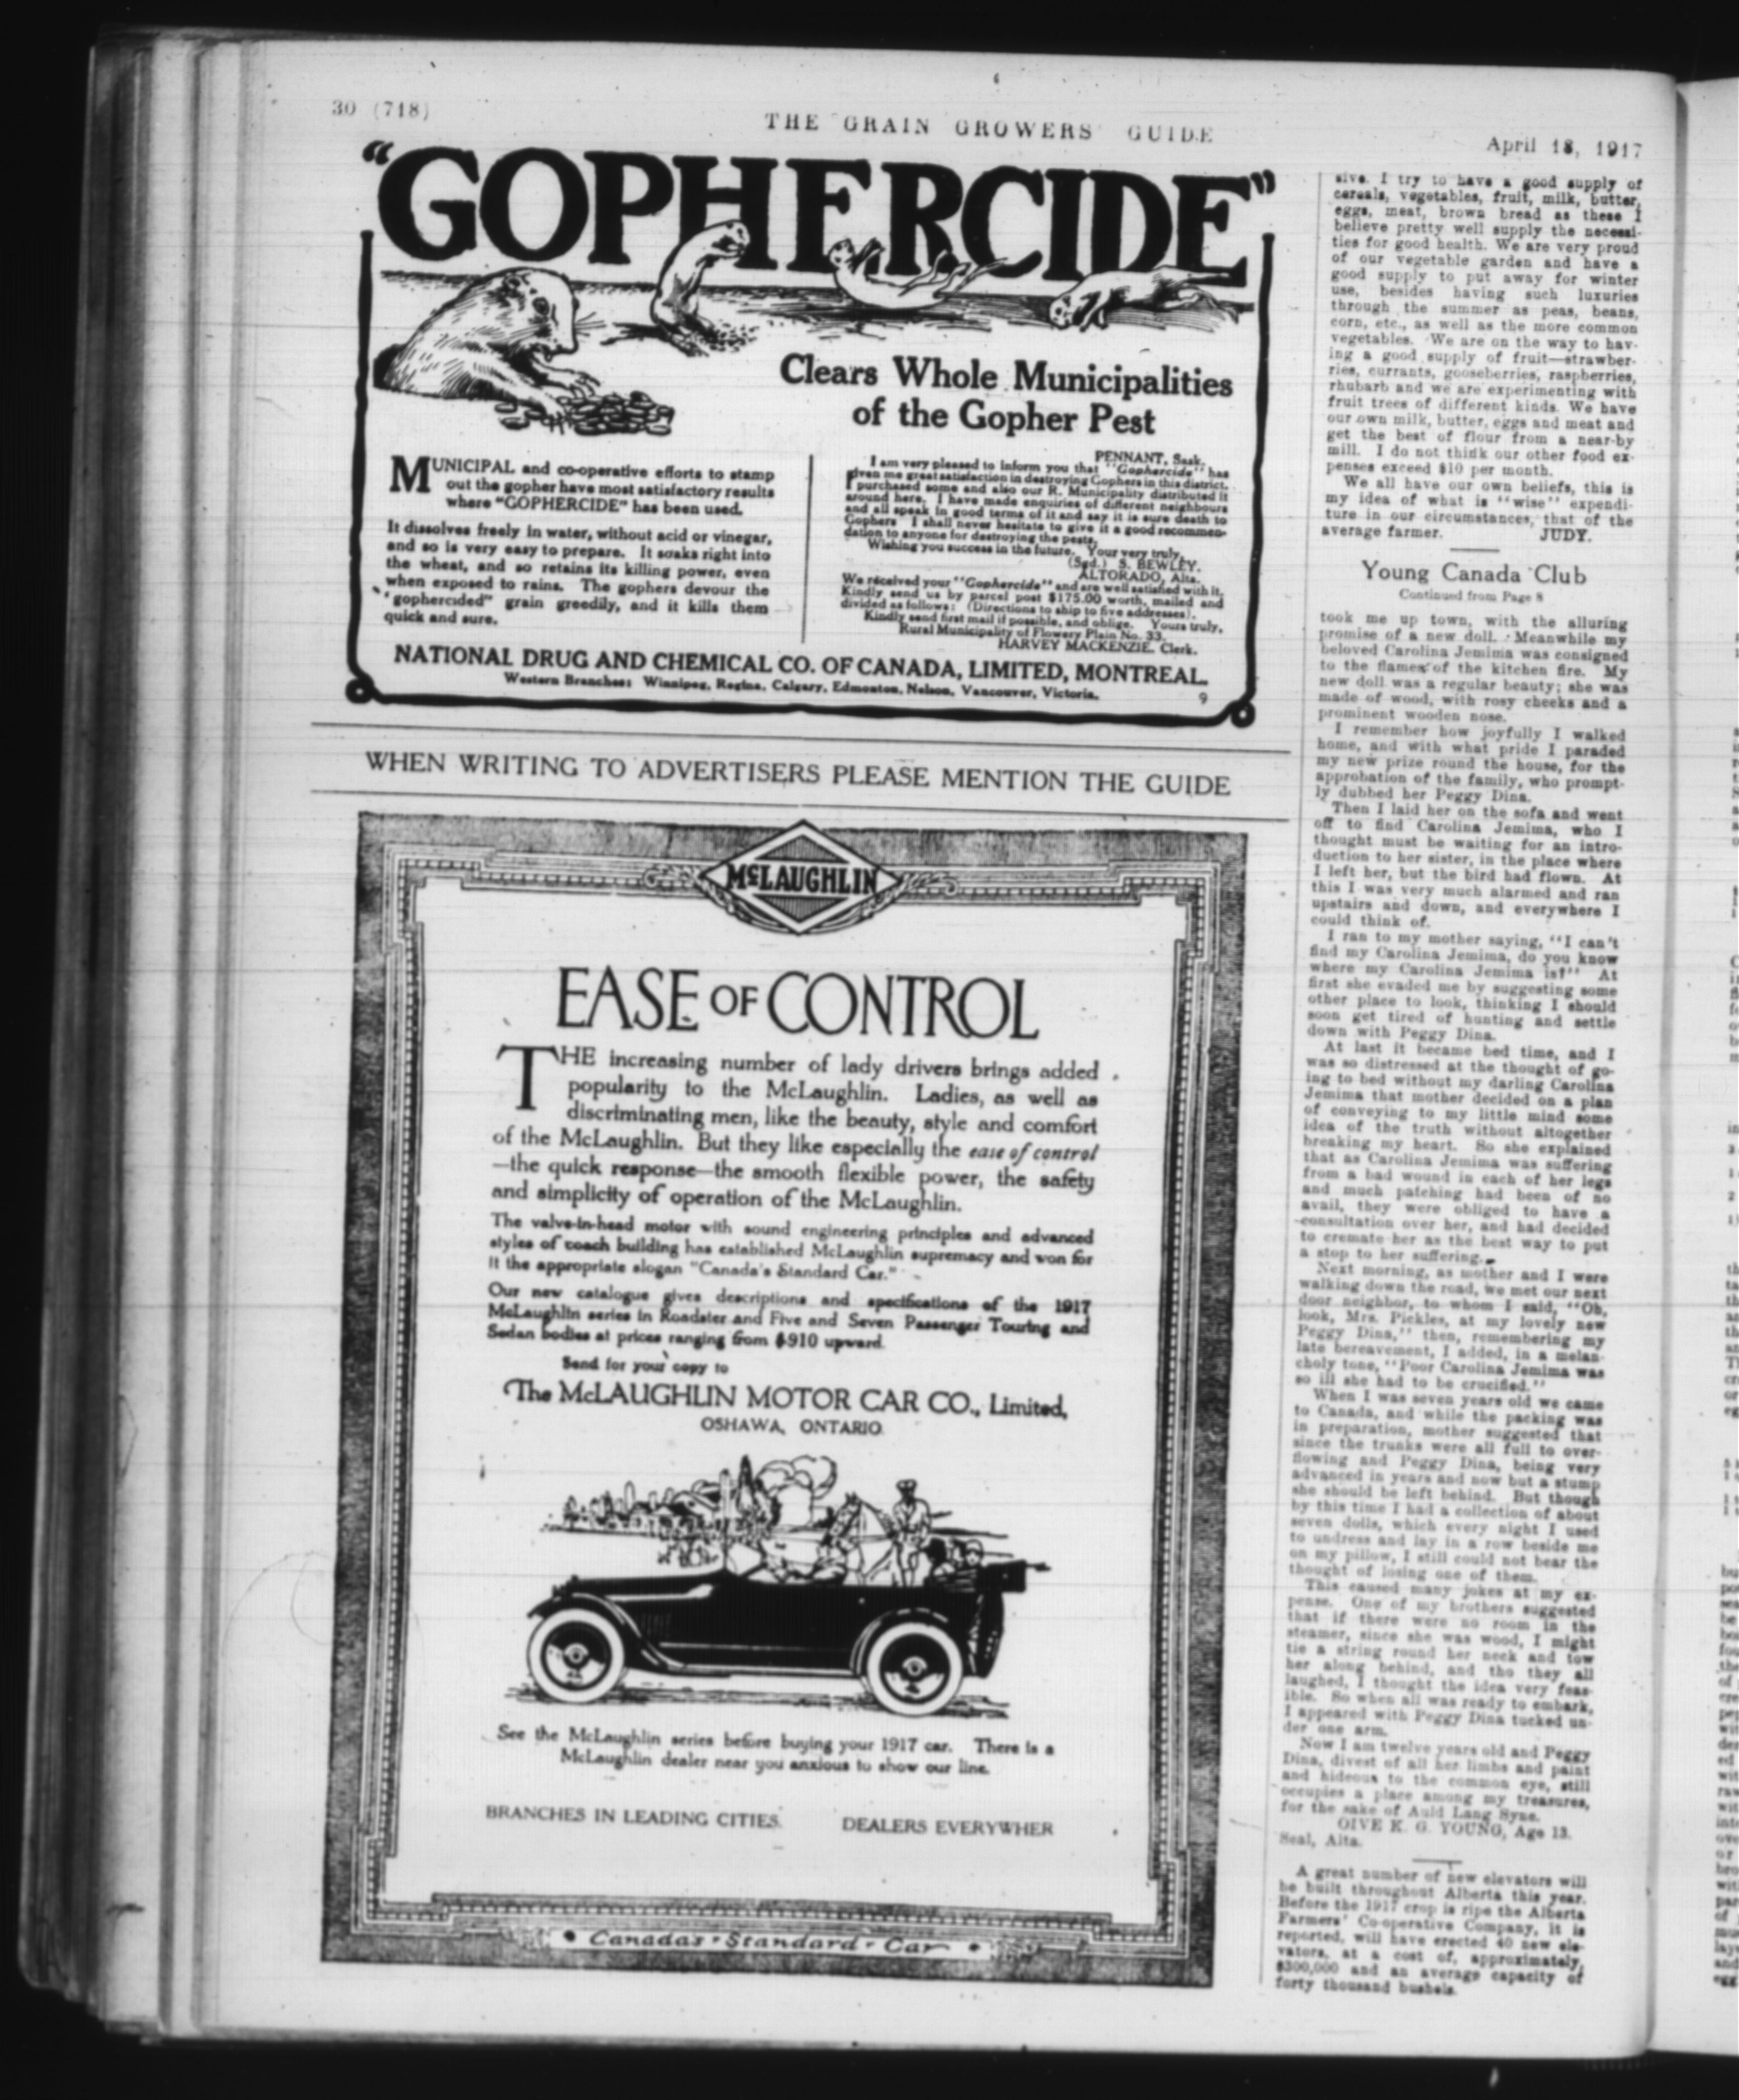 30 (718)
THE GRAIN GROWERS' GUIDE
April 18, 1917
"GOPHERCIDE"
Clears Whole Municipalities
of the Gopher Pest
MUNICIPAL and co-operative efforts to stamp
out the gopher have most satisfactory results
where "GOPHERCIDE" has been used.
It dissolves freely in water, without acid or vinegar,
and so is very easy to prepare. It soaks right into
the wheat, and so retains its killing power, even
when exposed to rains. The gophers devour the
"gophercided" grain greedily, and it kills them
quick and sure.
PENNANT, Sask.
I am very pleased to inform you that "Gophercide" has
given me great satisfaction in destroying Gophers in this district.
I purchased some and also our R. Municipality distributed it
around here. I have made enquiries of different neighbours
and all speak in good terms of it and say it is sure death to
Gophers I shall never hesitate to give it a good recommen-
dation to anyone for destroying the pests.
Wishing you success in the future. Your very truly,
(Sgd.) S. BEWLEY.
ALTORADO, Alta.
We received your "Gophercide" and are well satisfied with it.
Kindly send us by parcel post $175.00 worth, mailed and
divided as follows: (Directions to ship to five addresses).
Kindly send first mail if possible, and oblige. Yours truly,
Rural Municipality of Flowery Plain No. 33.
HARVEY MACKENZIE, Clerk.
NATIONAL DRUG AND CHEMICAL CO. OF CANADA, LIMITED, MONTREAL.
Western Branches: Winnipeg, Regina, Calgary, Edmonton, Nelson, Vancouver, Victoria.
9
WHEN WRITING TO ADVERTISERS PLEASE MENTION THE GUIDE
McLAUGHLIN
EASE OF CONTROL
THE increasing number of lady drivers brings added
popularity to the McLaughlin. Ladies, as well as
discriminating men, like the beauty, style and comfort
of the McLaughlin. But they like especially the ease of control
—the quick response—the smooth flexible power, the safety
and simplicity of operation of the McLaughlin.
The valve-in-head motor with sound engineering principles and advanced
styles of coach building has established McLaughlin supremacy and won for
it the appropriate slogan "Canada's Standard Car."
Our new catalogue gives descriptions and specifications of the 1917
McLaughlin series in Roadster and Five and Seven Passenger Touring and
Sedan bodies at prices ranging from $910 upward.
Send for your copy to
The McLAUGHLIN MOTOR CAR CO., Limited,
OSHAWA, ONTARIO
See the McLaughlin series before buying your 1917 car. There is a
McLaughlin dealer near you anxious to show our line.
BRANCHES IN LEADING CITIES. DEALERS EVERYWHER
Canada's Standard Car
sive. I try to have a good supply of
cereals, vegetables, fruit, milk, butter,
eggs, meat, brown bread as these I
believe pretty well supply the necessi-
ties for good health. We are very proud
of our vegetable garden and have a
good supply to put away for winter
use, besides having such luxuries
through the summer as peas, beans,
corn, etc., as well as the more common
vegetables. We are on the way to hav-
ing a good supply of fruit—strawber-
ries, currants, gooseberries, raspberries,
rhubarb and we are experimenting with
fruit trees of different kinds. We have
our own milk, butter, eggs and meat and
get the best of flour from a near-by
mill. I do not think our other food ex-
penses exceed $10 per month.
We all have our own beliefs, this is
my idea of what is "wise" expendi-
ture in our circumstances, that of the
average farmer. JUDY.
Young Canada Club
Continued from Page 8
took me up town, with the alluring
promise of a new doll. Meanwhile my
beloved Carolina Jemima was consigned
to the flames of the kitchen fire. My
new doll was a regular beauty; she was
made of wood, with rosy cheeks and a
prominent wooden nose.
I remember how joyfully I walked
home, and with what pride I paraded
my new prize round the house, for the
approbation of the family, who prompt-
ly dubbed her Peggy Dina.
Then I laid her on the sofa and went
off to find Carolina Jemima, who I
thought must be waiting for an intro-
duction to her sister, in the place where
I left her, but the bird had flown. At
this I was very much alarmed and ran
upstairs and down, and everywhere I
could think of.
I ran to my mother saying, "I can't
find my Carolina Jemima, do you know
where my Carolina Jemima is?" At
first she evaded me by suggesting some
other place to look, thinking I should
soon get tired of hunting and settle
down with Peggy Dina.
At last it became bed time, and I
was so distressed at the thought of go-
ing to bed without my darling Carolina
Jemima that mother decided on a plan
of conveying to my little mind some
idea of the truth without altogether
breaking my heart. So she explained
that as Carolina Jemima was suffering
from a bad wound in each of her legs
and much patching had been of no
avail, they were obliged to have a
consultation over her, and had decided
to cremate her as the best way to put
a stop to her suffering.
Next morning, as mother and I were
walking down the road, we met our next
door neighbor, to whom I said, "Oh,
look, Mrs. Pickles, at my lovely new
Peggy Dina," then, remembering my
late bereavement, I added, in a melan-
choly tone, "Poor Carolina Jemima was
so ill she had to be crucified."
When I was seven years old we came
to Canada, and while the packing was
in preparation, mother suggested that
since the trunks were all full to over-
flowing and Peggy Dina, being very
advanced in years and now but a stump
she should be left behind. But though
by this time I had a collection of about
seven dolls, which every night I used
to undress and lay in a row beside me
on my pillow, I still could not bear the
thought of losing one of them.
This caused many jokes at my ex-
pense. One of my brothers suggested
that if there were no room in the
steamer, since she was wood, I might
tie a string round her neck and tow
her along behind, and tho they all
laughed, I thought the idea very feas-
ible. So when all was ready to embark,
I appeared with Peggy Dina tucked un-
der one arm.
Now I am twelve years old and Peggy
Dina, divest of all her limbs and paint
and hideous to the common eye, still
occupies a place among my treasures,
for the sake of Auld Lang Syne.
OIVE K. G. YOUNG, Age 13.
Seal, Alta.
A great number of new elevators will
be built throughout Alberta this year.
Before the 1917 crop is ripe the Alberta
Farmers' Co-operative Company, it is
reported, will have erected 40 new ele-
vators, at a cost of, approximately,
$300,000 and an average capacity of
forty thousand bushels.